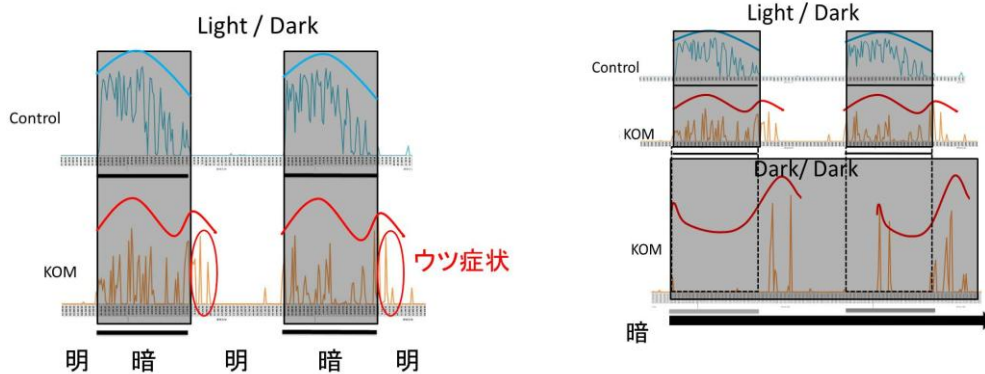 Light / Dark
Control
KOM
ウツ症状
明 暗 明 暗 明
Light / Dark
Control
KOM
Dark/ Dark
KOM
暗